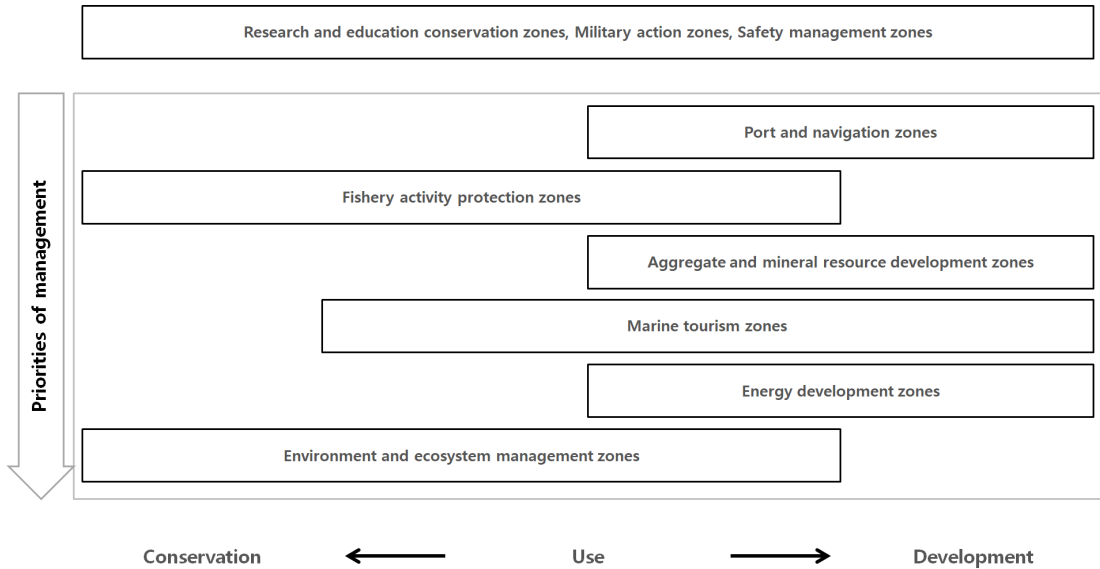 Research and education conservation zones, Military action zones, Safety management zones
Priorities of management
Port and navigation zones
Fishery activity protection zones
Aggregate and mineral resource development zones
Marine tourism zones
Energy development zones
Environment and ecosystem management zones
Conservation
Use
Development